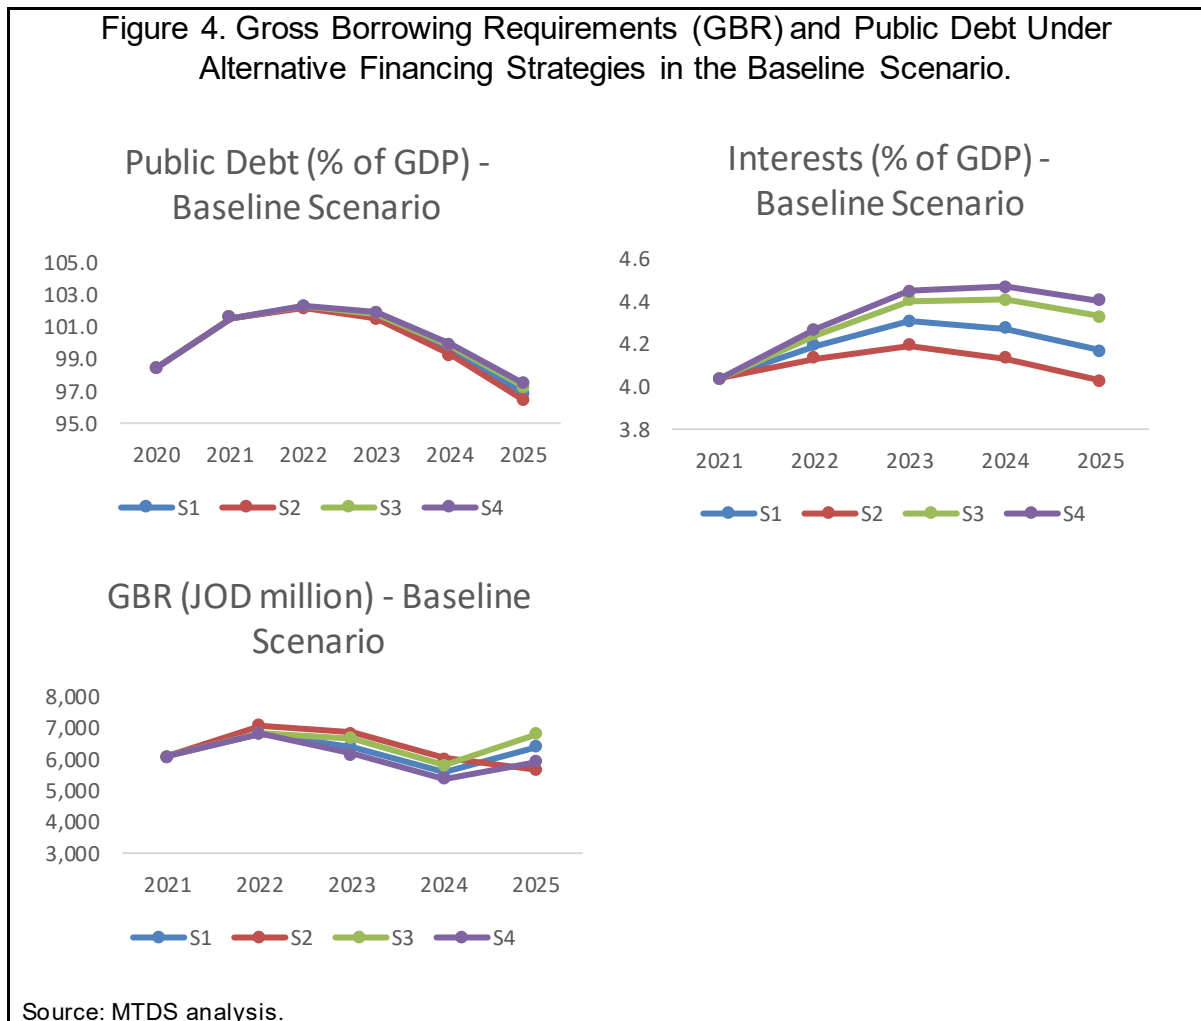 Figure 4. Gross Borrowing Requirements (GBR) and Public Debt Under
Alternative Financing Strategies in the Baseline Scenario.
Public Debt (% of GDP) -
Baseline Scenario
105.0
103.0
101.0
99.0
97.0
95.0
2020 2021 2022 2023 2024 2025
S1 S2 S3 S4
Interests (% of GDP) -
Baseline Scenario
4.6
4.4
4.2
4.0
3.8
2021 2022 2023 2024 2025
S1 S2 S3 S4
GBR (JOD million) - Baseline
Scenario
8,000
7,000
6,000
5,000
4,000
3,000
2021 2022 2023 2024 2025
S1 S2 S3 S4
Source: MTDS analysis.